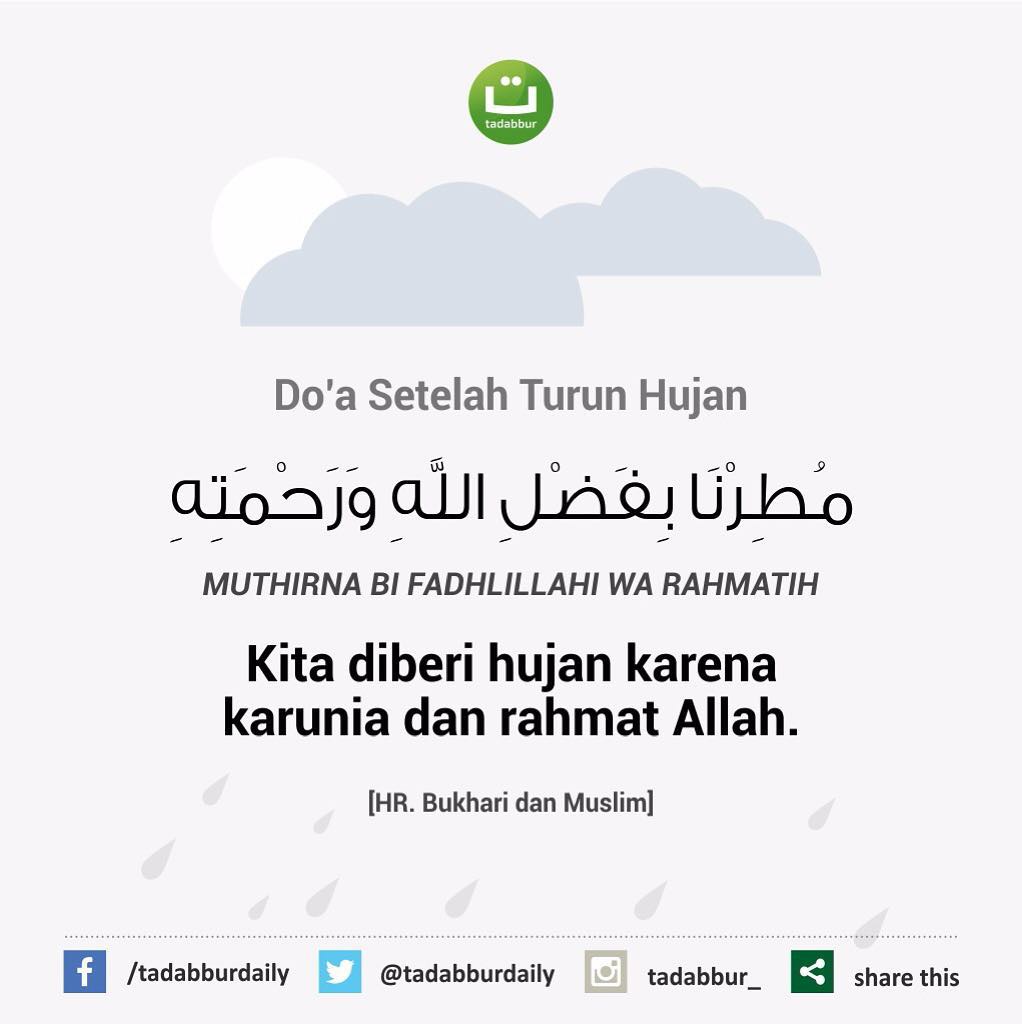 ت
tadabbur
Do'a Setelah Turun Hujan
مُطِرْنَا بِفَضْلِ اللَّهِ وَرَحْمَتِهِ
MUTHIRNA BI FADHLILLAHI WA RAHMATIH
Kita diberi hujan karena
karunia dan rahmat Allah.
[HR. Bukhari dan Muslim]
/tadabburdaily @tadabburdaily tadabbur_ share this